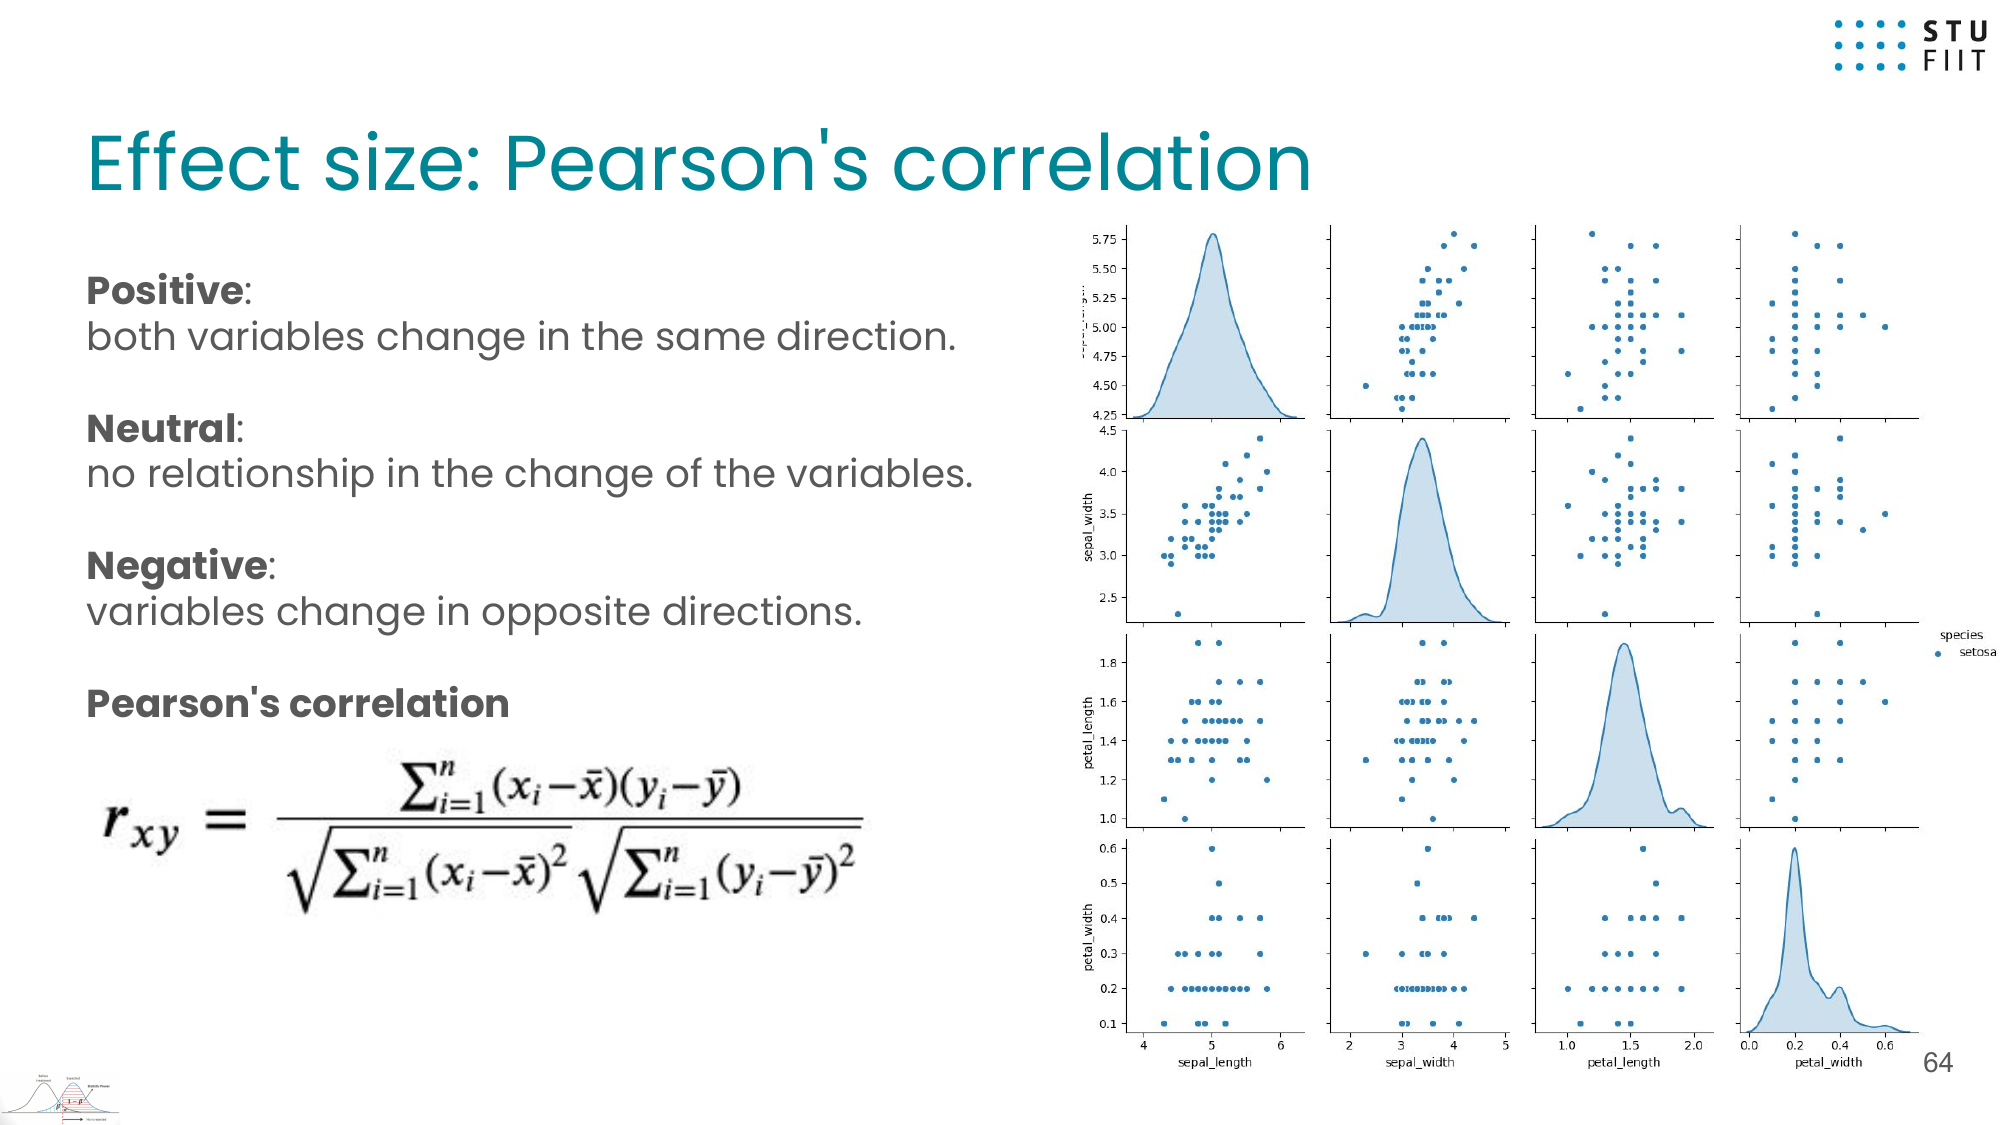 STU
FIIT
Effect size: Pearson's correlation
Positive:
both variables change in the same direction.
Neutral:
no relationship in the change of the variables.
Negative:
variables change in opposite directions.
Pearson's correlation
r_{xy} = \frac{\sum_{i=1}^{n}(x_i-\bar{x})(y_i-\bar{y})}{\sqrt{\sum_{i=1}^{n}(x_i-\bar{x})^2}\sqrt{\sum_{i=1}^{n}(y_i-\bar{y})^2}}
5.75
5.50
5.25
5.00
4.75
4.50
4.25
sepal_width
4.5
4.0
3.5
3.0
2.5
petal_length
1.8
1.6
1.4
1.2
1.0
petal_width
0.6
0.5
0.4
0.3
0.2
0.1
4 5 6
sepal_length
2 3 4 5
sepal_width
1.0 1.5 2.0
petal_length
0.0 0.2 0.4 0.6
petal_width
species
setosa
64